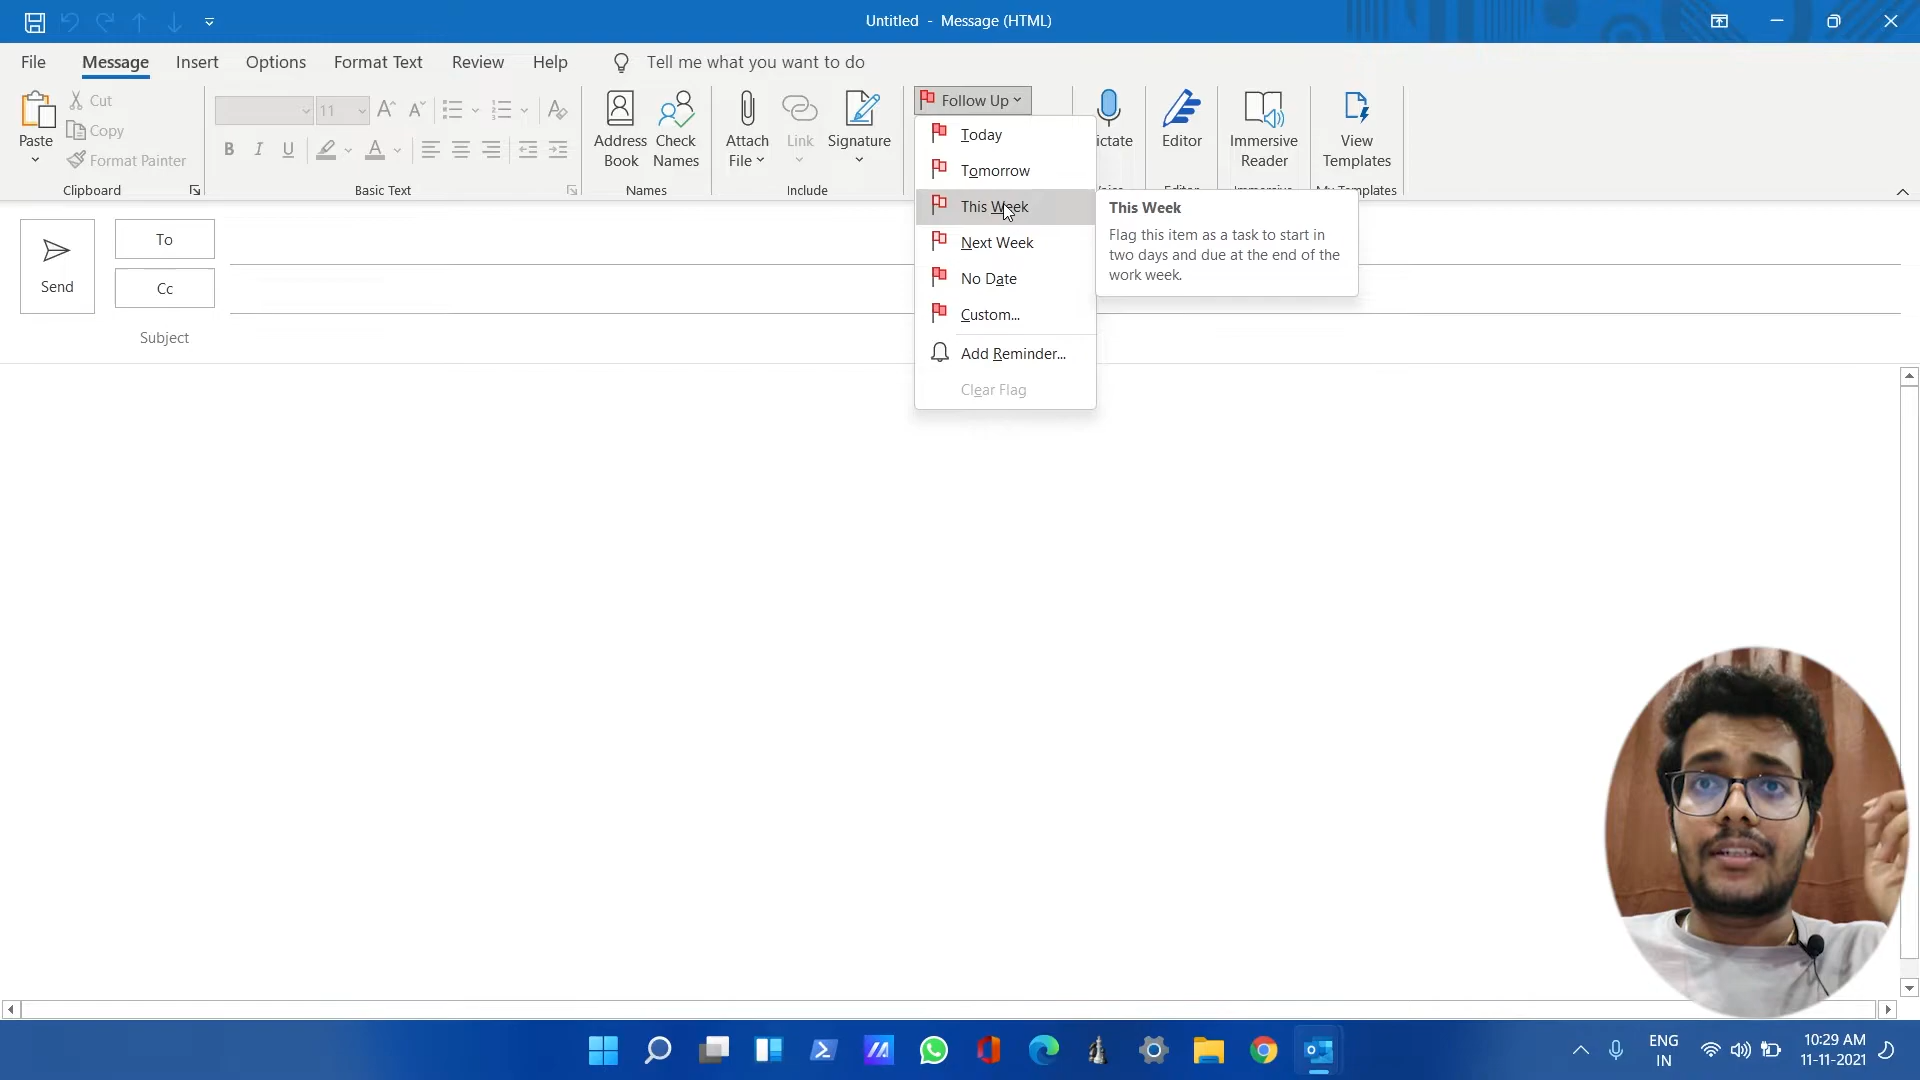 Untitled - Message (HTML)
File Message Insert Options Format Text Review Help Tell me what you want to do
Paste
Cut
Copy
Format Painter
Clipboard
11
B I U A
Basic Text
Address Book
Check Names
Names
Attach File
Link
Signature
Include
Follow Up
Today
Tomorrow
This Week
Next Week
No Date
Custom...
Add Reminder...
Clear Flag
This Week
Flag this item as a task to start in
two days and due at the end of the
work week.
ictate
Editor
Immersive Reader
View Templates
My Templates
Send
To
Cc
Subject
ENG
IN
10:29 AM
11-11-2021